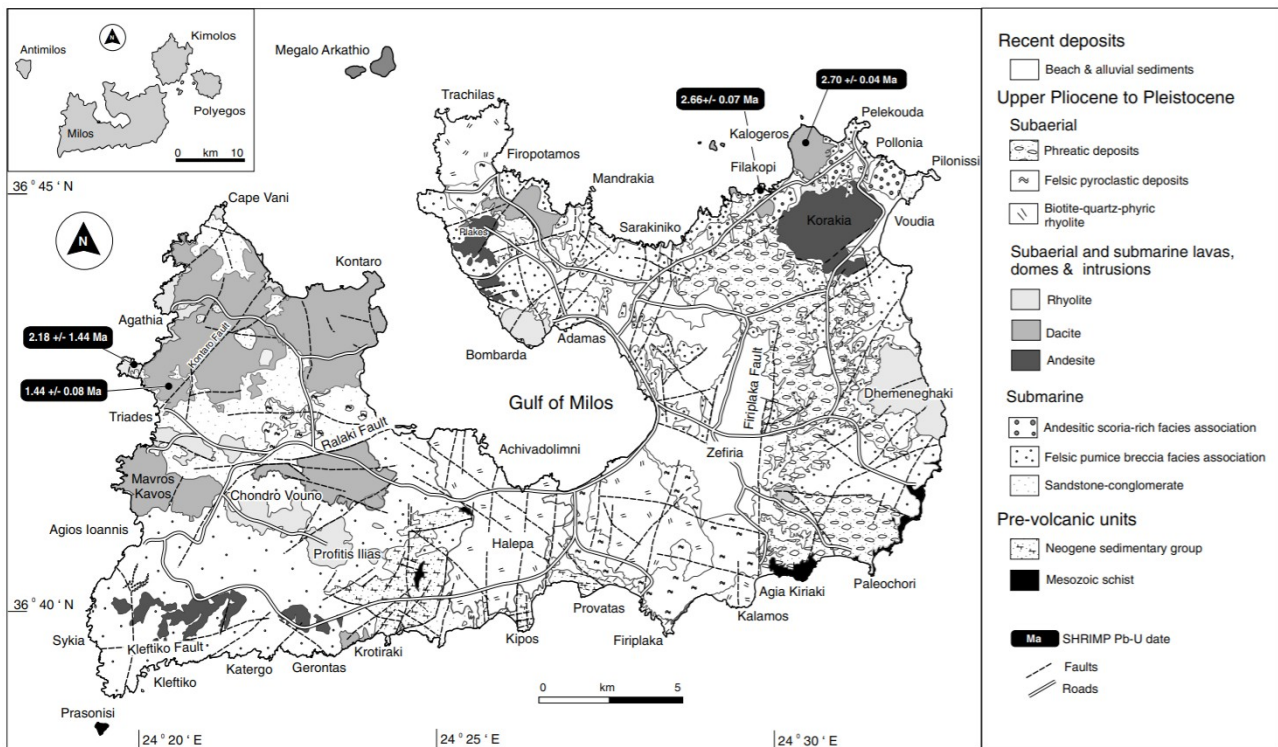 Antimilos
Kimolos
Polyegos
Milos
0 km 10
N
Megalo Arkathio
Trachilas
Firopotamos
Mandrakia
Sarakiniko
2.66+/- 0.07 Ma
2.70 +/- 0.04 Ma
Kalogeros
Filakopi
Pelekouda
Pollonia
Pilonissi
Korakia
Voudia
36 ° 45 ' N
Cape Vani
Kontaro
Agathia
Kontaro Fault
2.18 +/- 1.44 Ma
1.44 +/- 0.08 Ma
Triades
Ralaki Fault
Bombarda
Adamas
Gulf of Milos
Firiplaka Fault
Dhemeneghaki
Achivadolimni
Zefiria
Mavros
Kavos
Chondro Vouno
Agios Ioannis
Profitis Ilias
Halepa
Agia Kiriaki
Paleochori
Provatas
Kalamos
36 ° 40 ' N
Sykia
Kleftiko Fault
Krotiraki
Kipos
Firiplaka
Katergo
Gerontas
Kleftiko
Prasonisi
0 km 5
24 ° 20 ' E
24 ° 25 ' E
24 ° 30 ' E
Recent deposits
Beach & alluvial sediments
Upper Pliocene to Pleistocene
Subaerial
Phreatic deposits
Felsic pyroclastic deposits
Biotite-quartz-phyric
rhyolite
Subaerial and submarine lavas,
domes & intrusions
Rhyolite
Dacite
Andesite
Submarine
Andesitic scoria-rich facies association
Felsic pumice breccia facies association
Sandstone-conglomerate
Pre-volcanic units
Neogene sedimentary group
Mesozoic schist
Ma SHRIMP Pb-U date
Faults
Roads